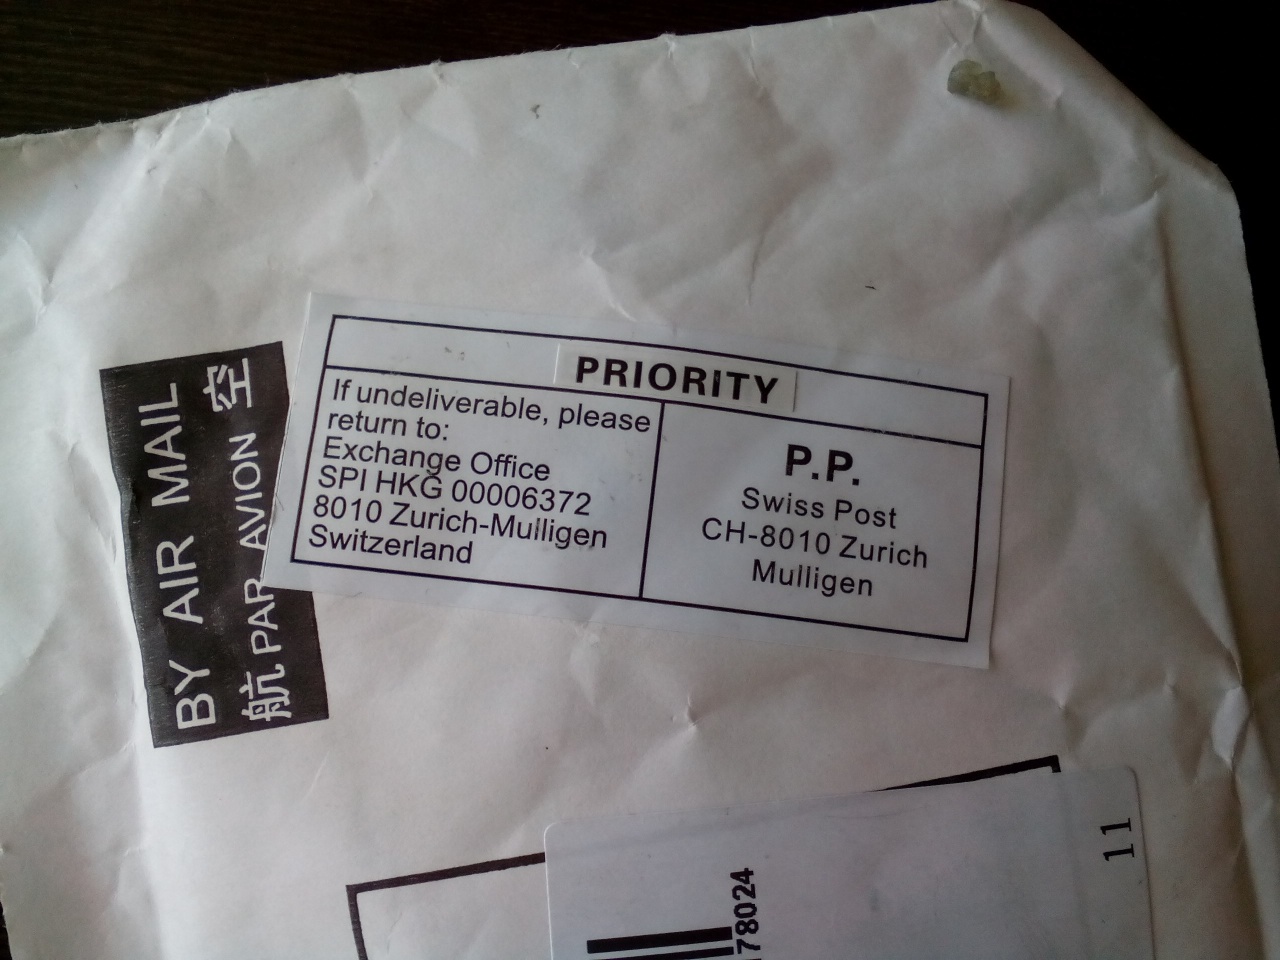 BY AIR MAIL
航 PAR AVION 空
PRIORITY
If undeliverable, please
return to:
Exchange Office
SPI HKG 00006372
8010 Zurich-Mulligen
Switzerland
P.P.
Swiss Post
CH-8010 Zurich
Mulligen
78024
11